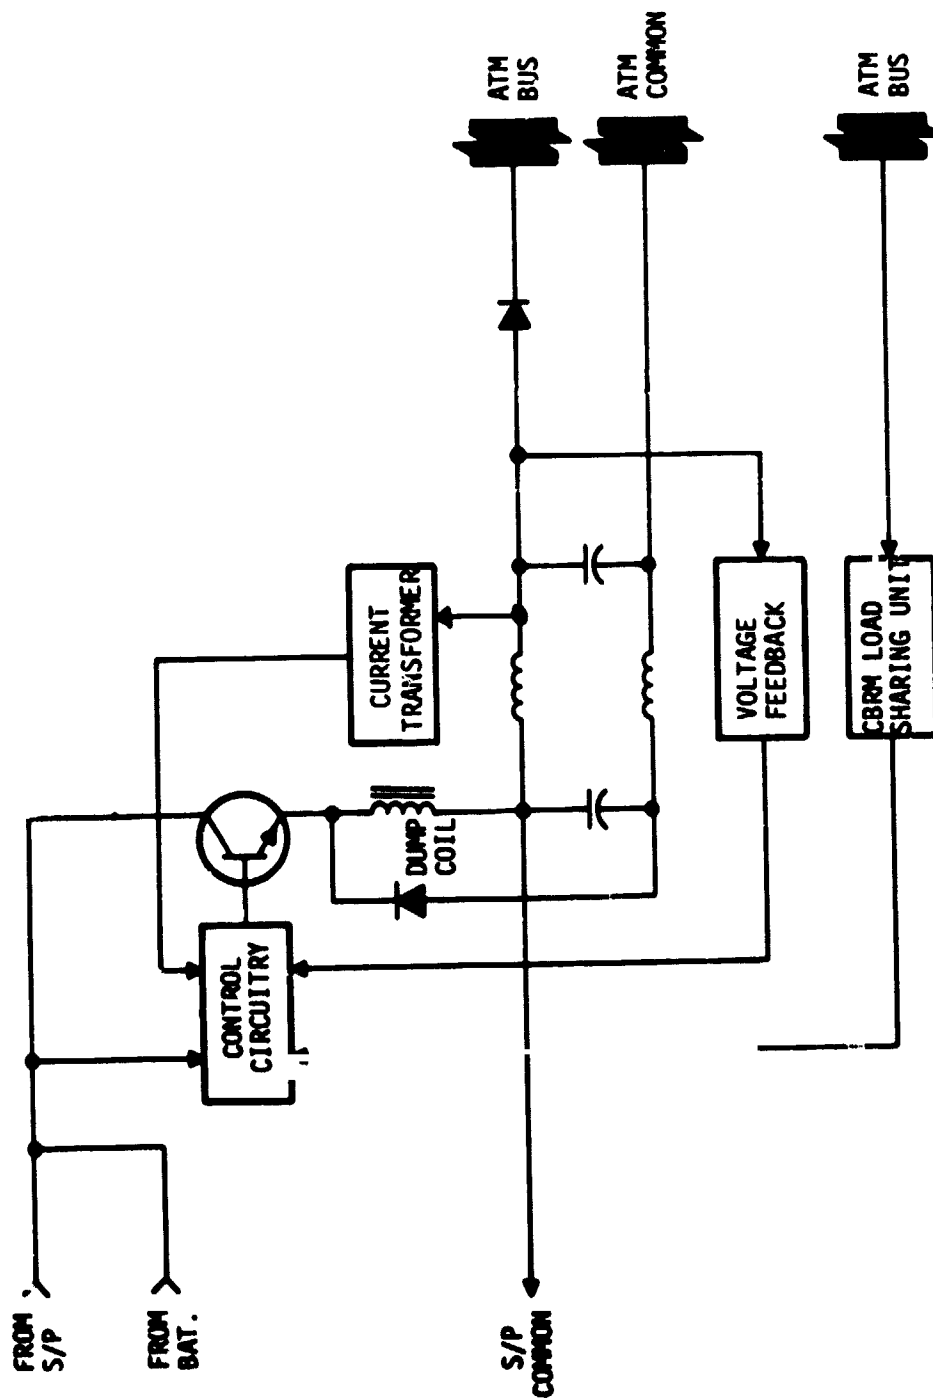 FROM
S/P
FROM
BAT.
S/P
COMMON
CONTROL
CIRCUITRY
DUMP
COIL
CURRENT
TRANSFORMER
VOLTAGE
FEEDBACK
CBRM LOAD
SHARING UNIT
ATM
BUS
ATM
COMMON
ATM
BUS